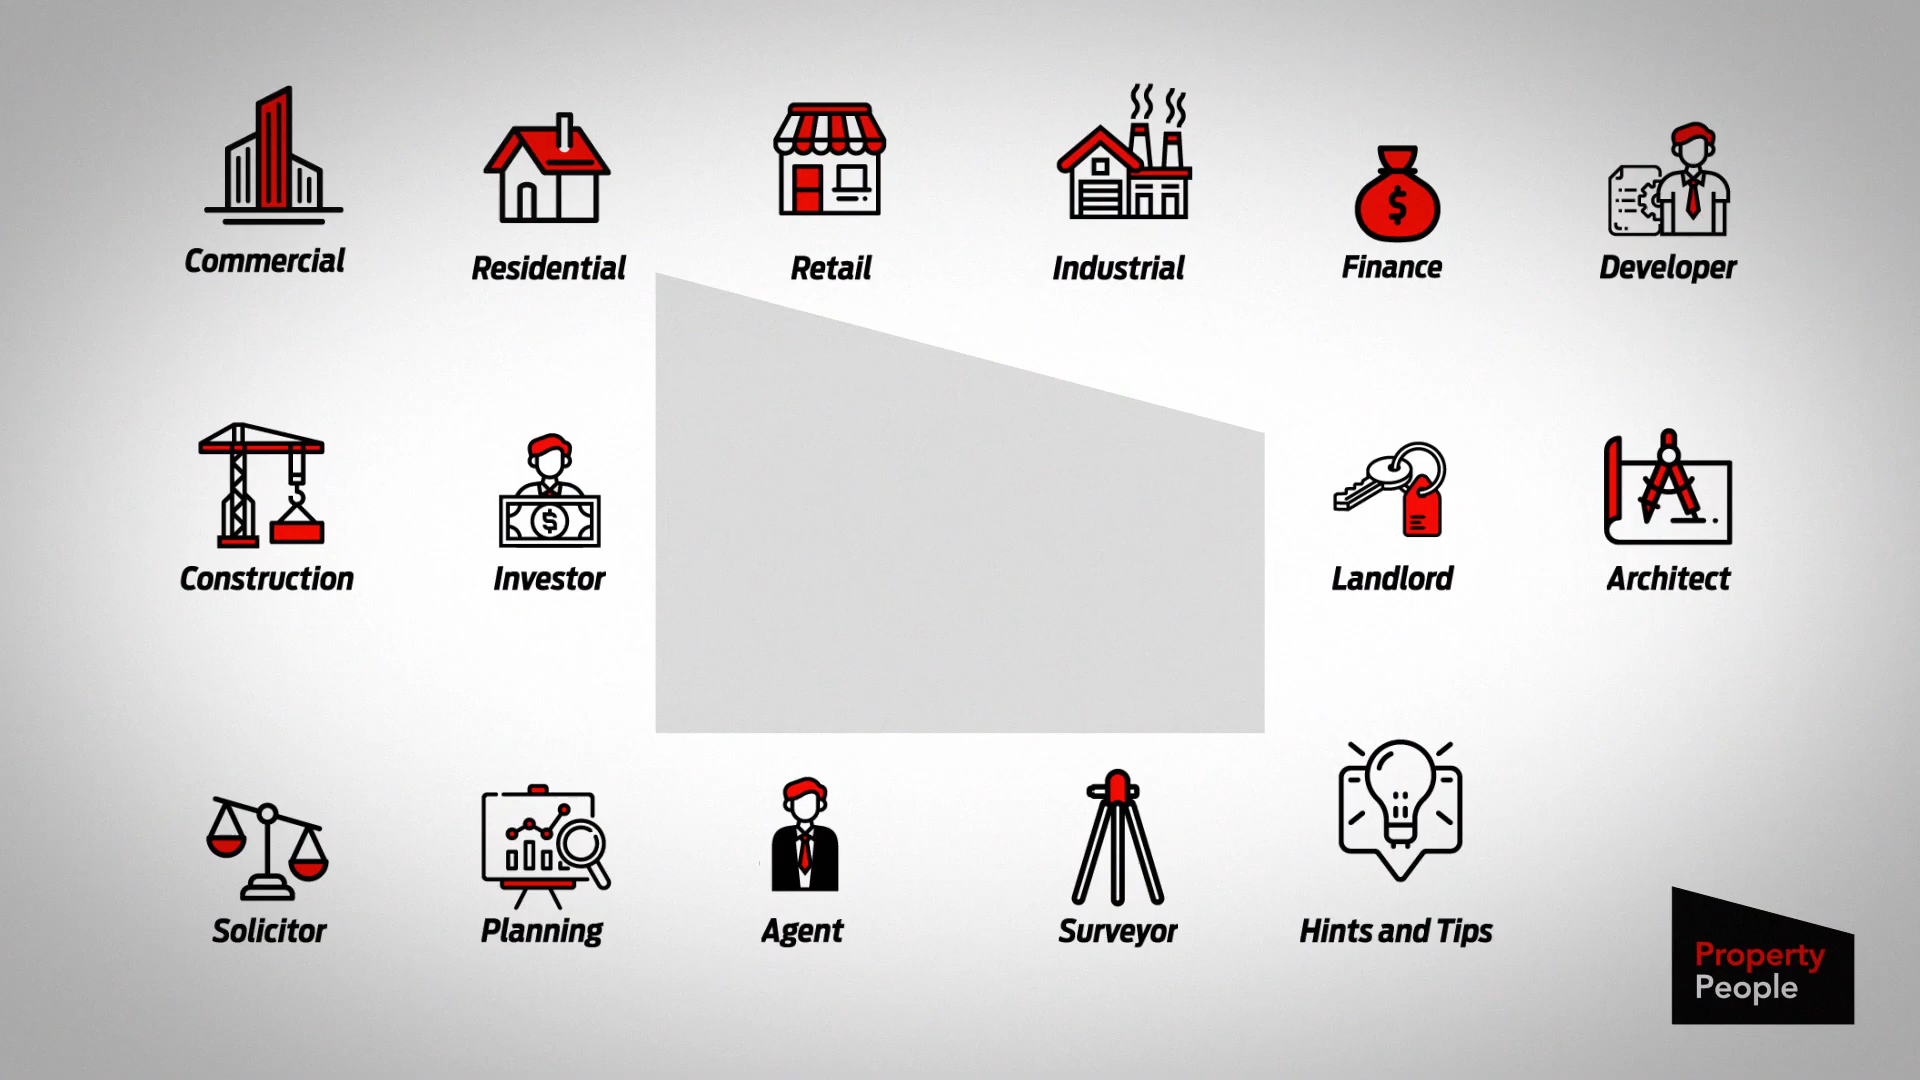 Commercial
Residential
Retail
Industrial
$
Finance
Developer
$
Construction
Investor
Landlord
Architect
Solicitor
Planning
Agent
Surveyor
Hints and Tips
Property
People